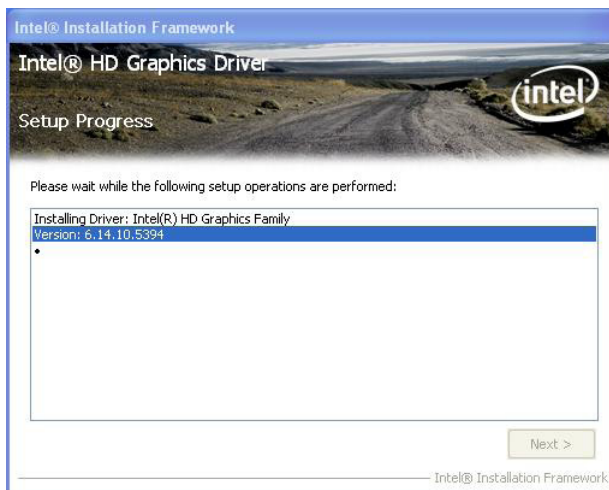 Intel® Installation Framework
Intel® HD Graphics Driver
intel
Setup Progress
Please wait while the following setup operations are performed:
Installing Driver: Intel(R) HD Graphics Family
Version: 6.14.10.5394
Next >
Intel® Installation Framework